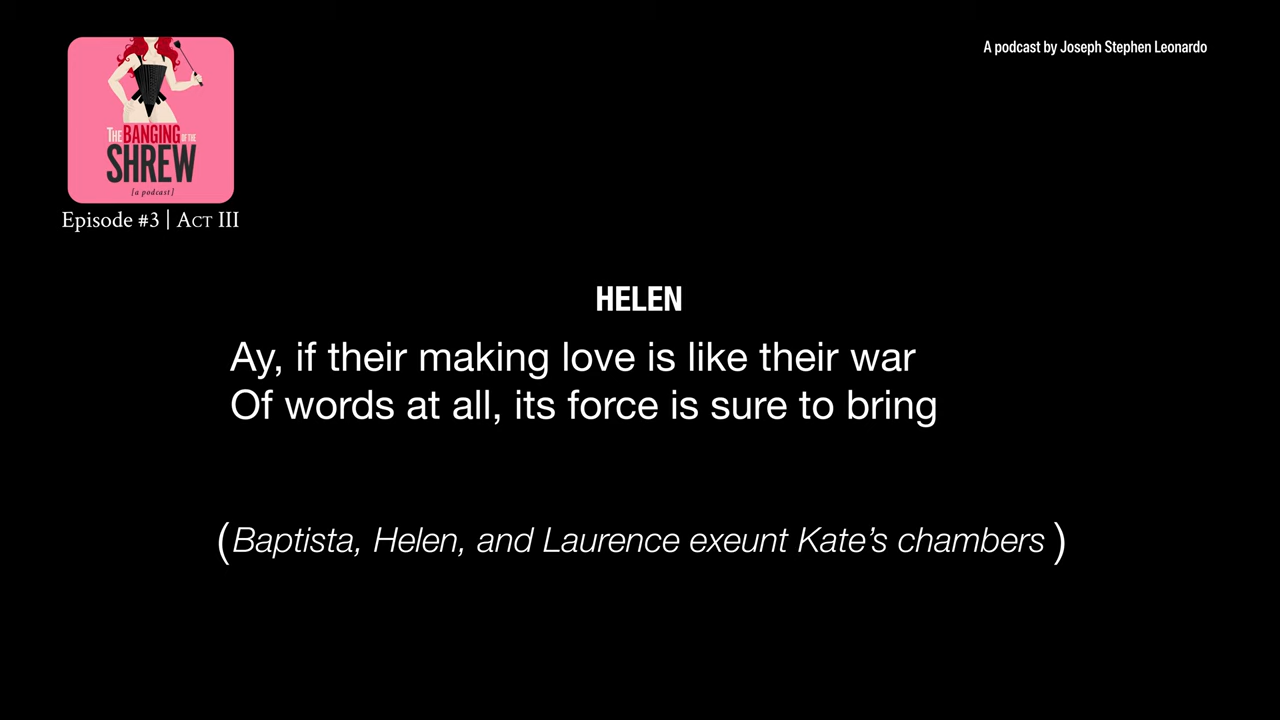 A podcast by Joseph Stephen Leonardo
THE BANGING OF THE
SHREW
[a podcast]
Episode #3 | ACT III
HELEN
Ay, if their making love is like their war
Of words at all, its force is sure to bring
(Baptista, Helen, and Laurence exeunt Kate’s chambers)